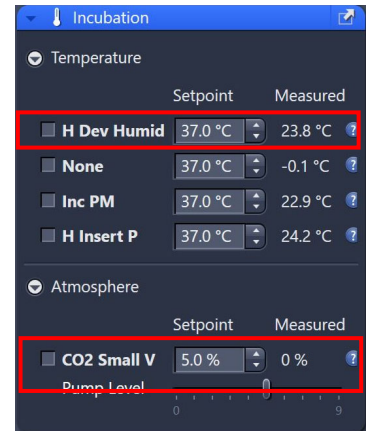 Incubation
Temperature
Setpoint Measured
H Dev Humid 37.0 °C 23.8 °C ?
None 37.0 °C -0.1 °C ?
Inc PM 37.0 °C 22.9 °C ?
H Insert P 37.0 °C 24.2 °C ?
Atmosphere
Setpoint Measured
CO2 Small V 5.0 % 0 % ?
Pump Level
0 9